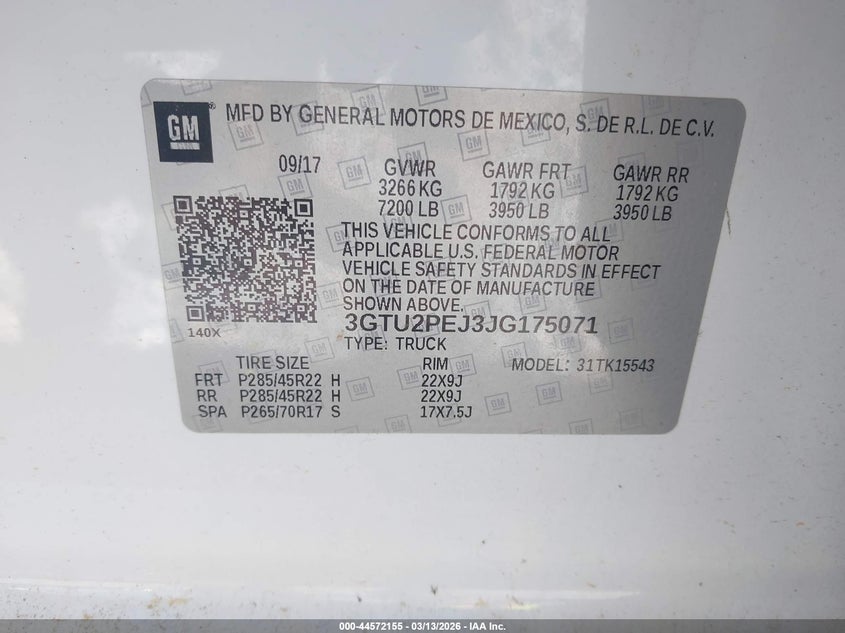 GM ® MFD BY GENERAL MOTORS DE MEXICO, S. DE R.L. DE C.V.
09/17 GVWR GAWR FRT GAWR RR
3266 KG 1792 KG 1792 KG
7200 LB 3950 LB 3950 LB
THIS VEHICLE CONFORMS TO ALL
APPLICABLE U.S. FEDERAL MOTOR
VEHICLE SAFETY STANDARDS IN EFFECT
ON THE DATE OF MANUFACTURE
SHOWN ABOVE.
140X
3GTU2PEJ3JG175071
TYPE: TRUCK
TIRE SIZE RIM MODEL: 31TK15543
FRT P285/45R22 H 22X9J
RR P285/45R22 H 22X9J
SPA P265/70R17 S 17X7.5J
000-44572155 - 03/13/2026 - IAA Inc.